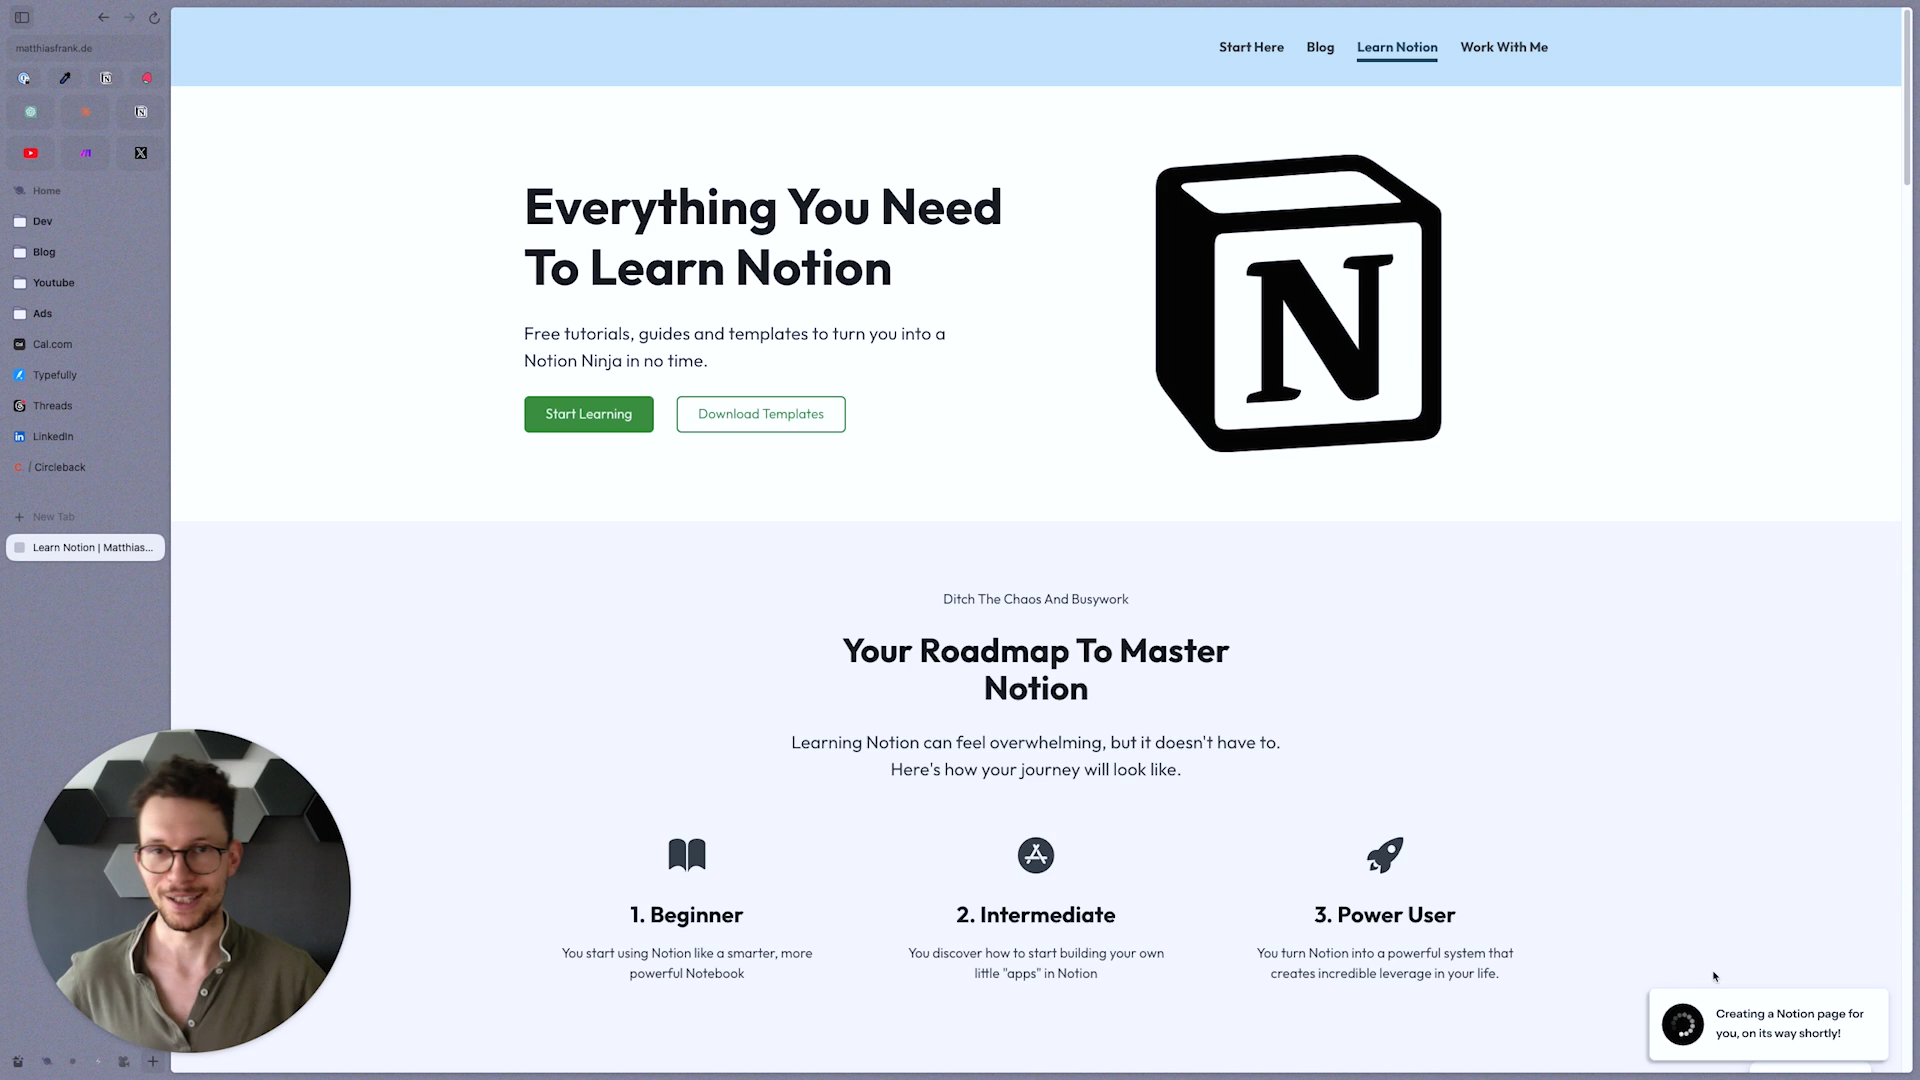 matthiasfrank.de
Home
Dev
Blog
Youtube
Ads
Cal.com
Typefully
Threads
LinkedIn
/ Circleback
New Tab
Learn Notion | Matthias...
Start Here
Blog
Learn Notion
Work With Me
Everything You Need
To Learn Notion
Free tutorials, guides and templates to turn you into a
Notion Ninja in no time.
Start Learning
Download Templates
N
Ditch The Chaos And Busywork
Your Roadmap To Master
Notion
Learning Notion can feel overwhelming, but it doesn't have to.
Here's how your journey will look like.
1. Beginner
You start using Notion like a smarter, more
powerful Notebook
2. Intermediate
You discover how to start building your own
little "apps" in Notion
3. Power User
You turn Notion into a powerful system that
creates incredible leverage in your life.
Creating a Notion page for
you, on its way shortly!